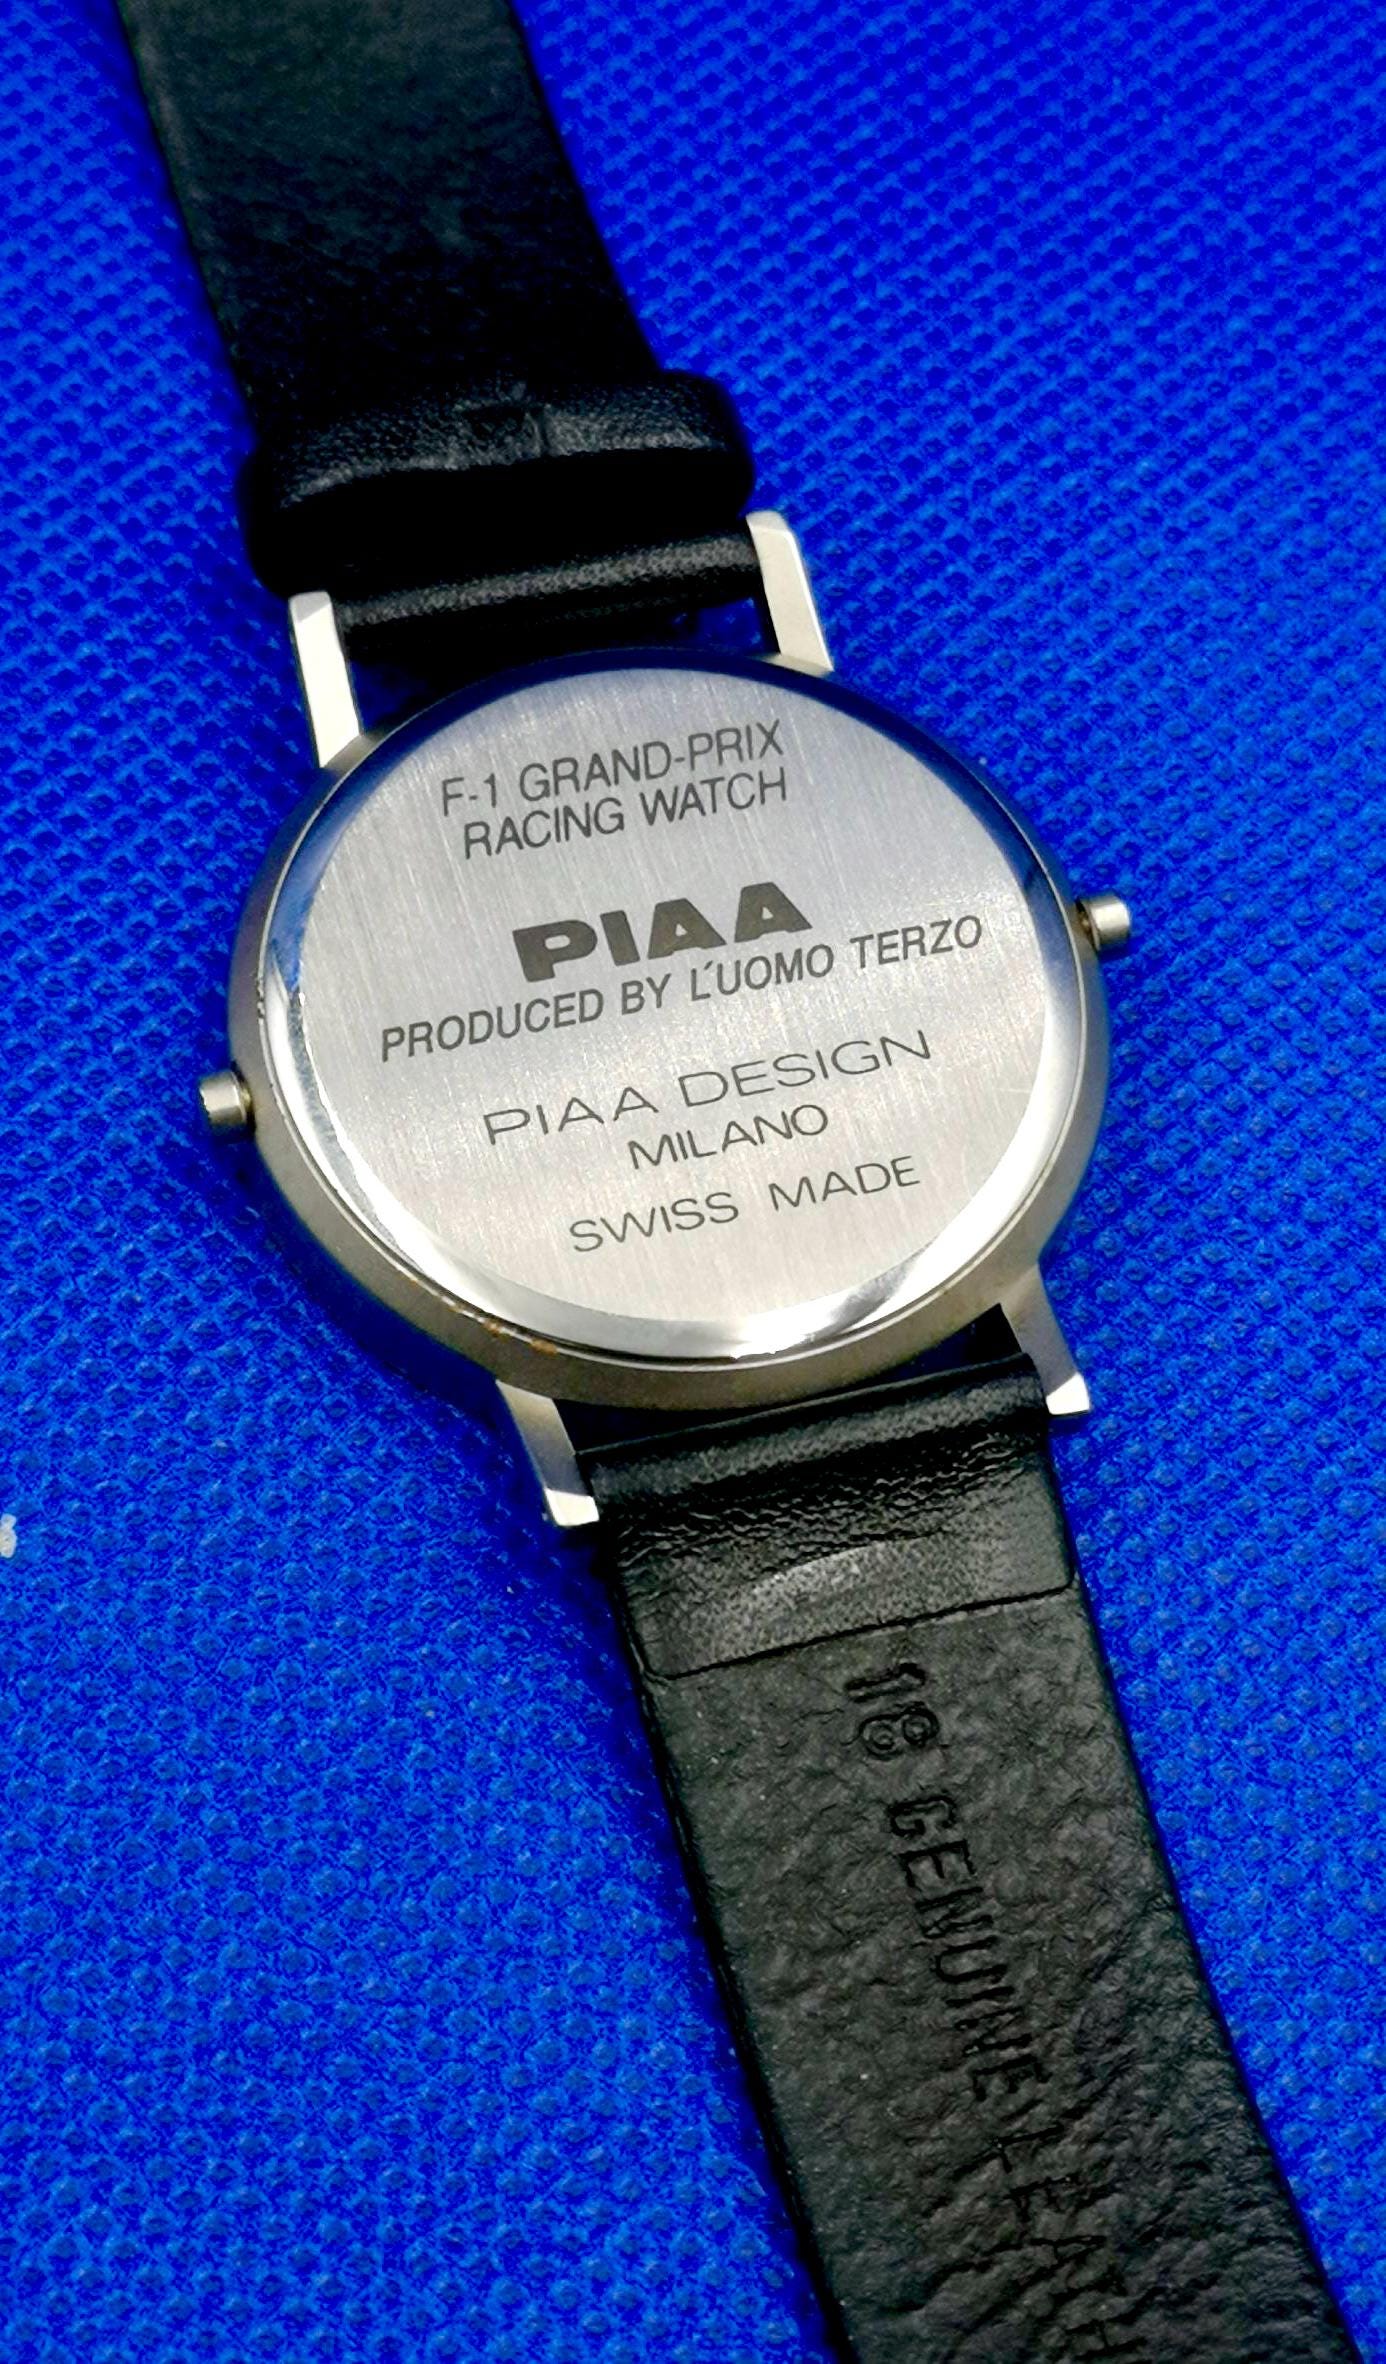 F-1 GRAND-PRIX
RACING WATCH
PIAA
PRODUCED BY L'UOMO TERZO
PIAA DESIGN
MILANO
SWISS MADE
18 GENUINE